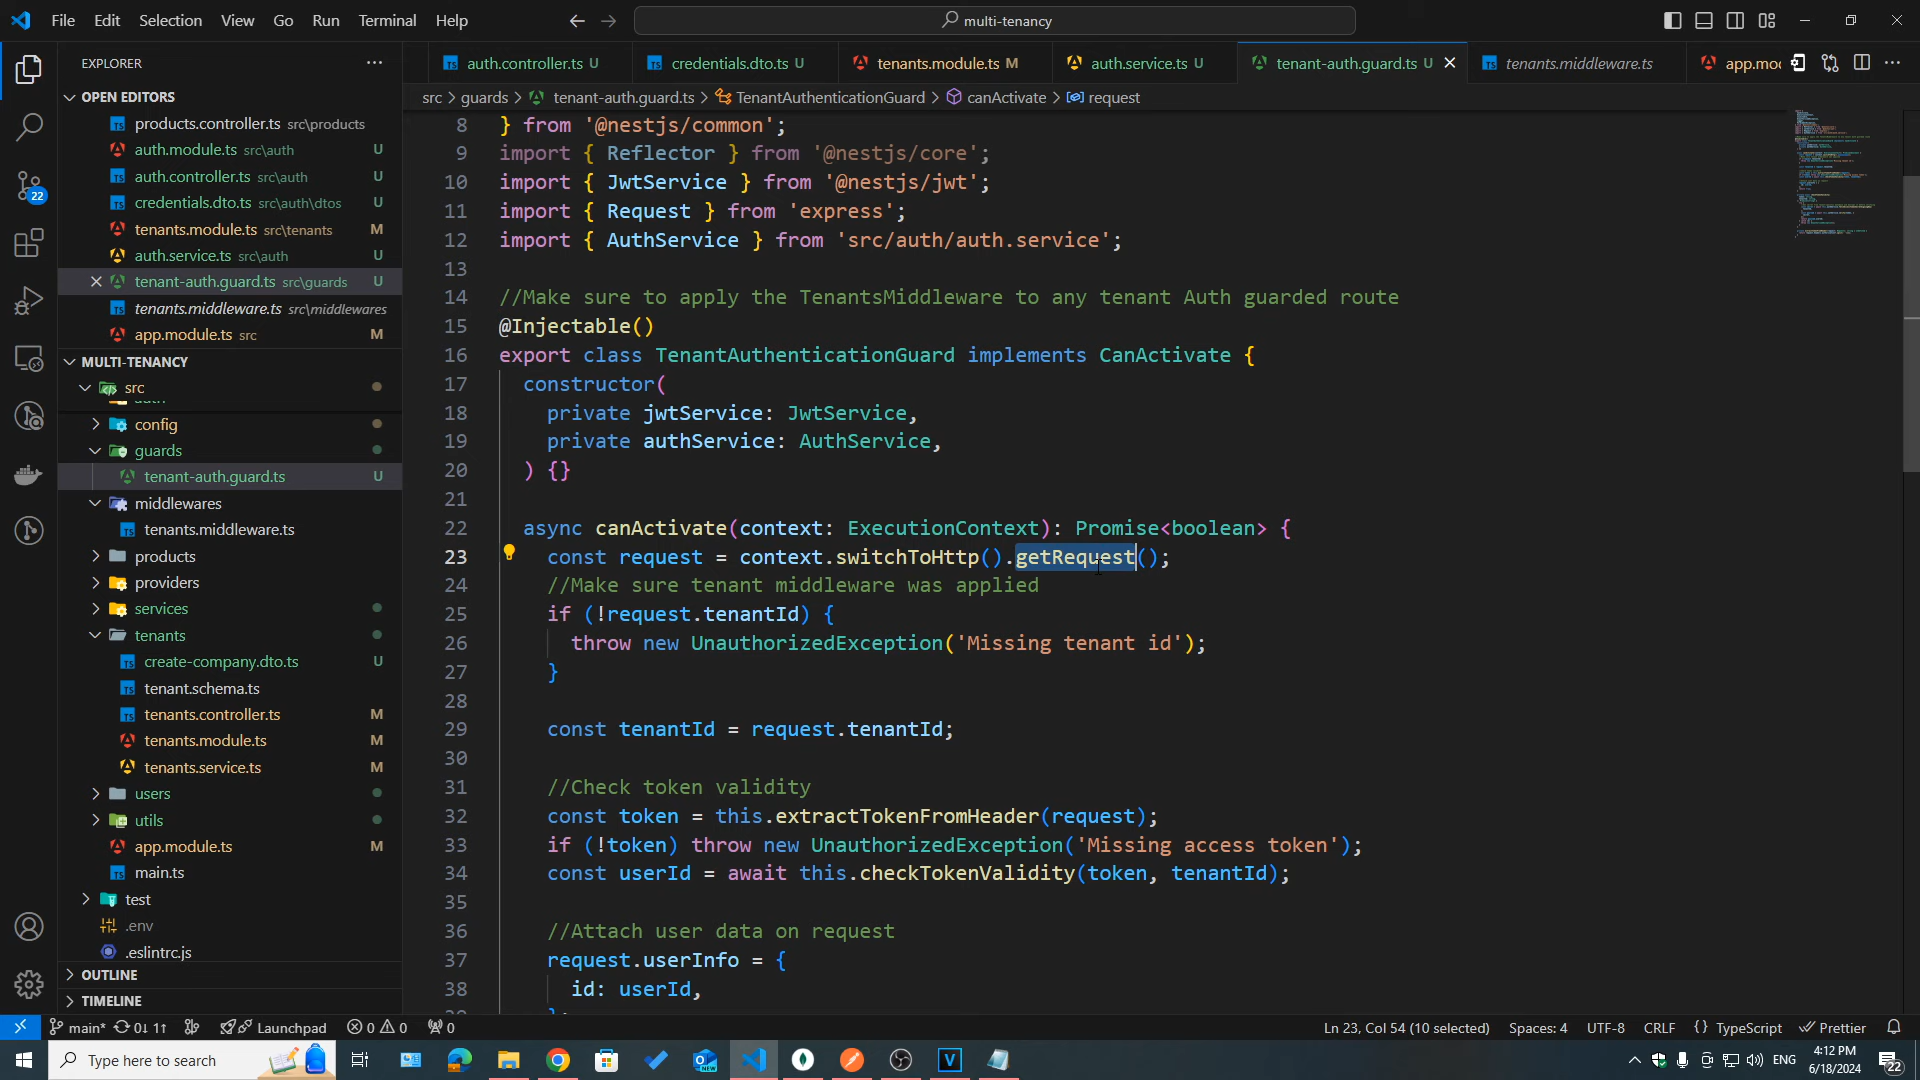 File Edit Selection View Go Run Terminal Help
multi-tenancy
EXPLORER
auth.controller.ts U
credentials.dto.ts U
tenants.module.ts M
auth.service.ts U
tenant-auth.guard.ts U
tenants.middleware.ts
src > guards > tenant-auth.guard.ts > TenantAuthenticationGuard > canActivate > request
OPEN EDITORS
products.controller.ts src\products
auth.module.ts src\auth U
auth.controller.ts src\auth U
credentials.dto.ts src\auth\dtos U
tenants.module.ts src\tenants M
auth.service.ts src\auth U
tenant-auth.guard.ts src\guards U
tenants.middleware.ts src\middlewares
app.module.ts src M
MULTI-TENANCY
src
config
guards
tenant-auth.guard.ts U
middlewares
tenants.middleware.ts
products
providers
services
tenants
create-company.dto.ts U
tenant.schema.ts
tenants.controller.ts M
tenants.module.ts M
tenants.service.ts M
users
utils
app.module.ts M
main.ts
test
.env
.eslintrc.js
OUTLINE
TIMELINE
22
8 } from '@nestjs/common';
9 import { Reflector } from '@nestjs/core';
10 import { JwtService } from '@nestjs/jwt';
11 import { Request } from 'express';
12 import { AuthService } from 'src/auth/auth.service';
13
14 //Make sure to apply the TenantsMiddleware to any tenant Auth guarded route
15 @Injectable()
16 export class TenantAuthenticationGuard implements CanActivate {
17 constructor(
18 private jwtService: JwtService,
19 private authService: AuthService,
20 ) {}
21
22 async canActivate(context: ExecutionContext): Promise<boolean> {
23 const request = context.switchToHttp().getRequest();
24 //Make sure tenant middleware was applied
25 if (!request.tenantId) {
26 throw new UnauthorizedException('Missing tenant id');
27 }
28
29 const tenantId = request.tenantId;
30
31 //Check token validity
32 const token = this.extractTokenFromHeader(request);
33 if (!token) throw new UnauthorizedException('Missing access token');
34 const userId = await this.checkTokenValidity(token, tenantId);
35
36 //Attach user data on request
37 request.userInfo = {
38 id: userId,
main* 0↓ 1↑ Launchpad 0 0 0
Ln 23, Col 54 (10 selected) Spaces: 4 UTF-8 CRLF {} TypeScript Prettier
Type here to search
ENG
4:12 PM
6/18/2024
22